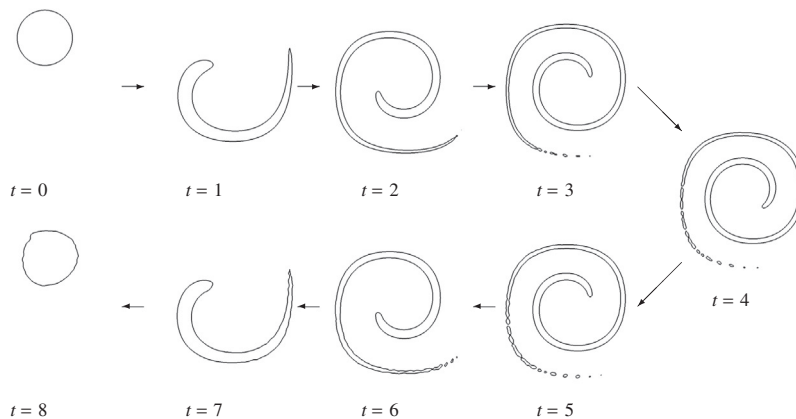 t = 0
t = 1
t = 2
t = 3
t = 4
t = 8
t = 7
t = 6
t = 5